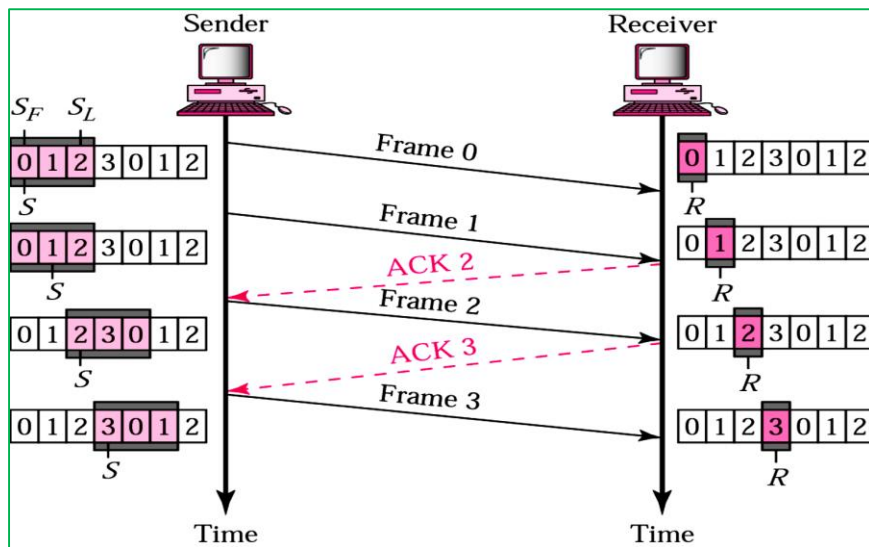 Sender Receiver
S_F S_L
Frame 0
0 1 2 3 0 1 2 0 1 2 3 0 1 2
S R
Frame 1
0 1 2 3 0 1 2 0 1 2 3 0 1 2
ACK 2
S R
Frame 2
0 1 2 3 0 1 2 0 1 2 3 0 1 2
ACK 3
S R
Frame 3
0 1 2 3 0 1 2 0 1 2 3 0 1 2
S R
Time Time